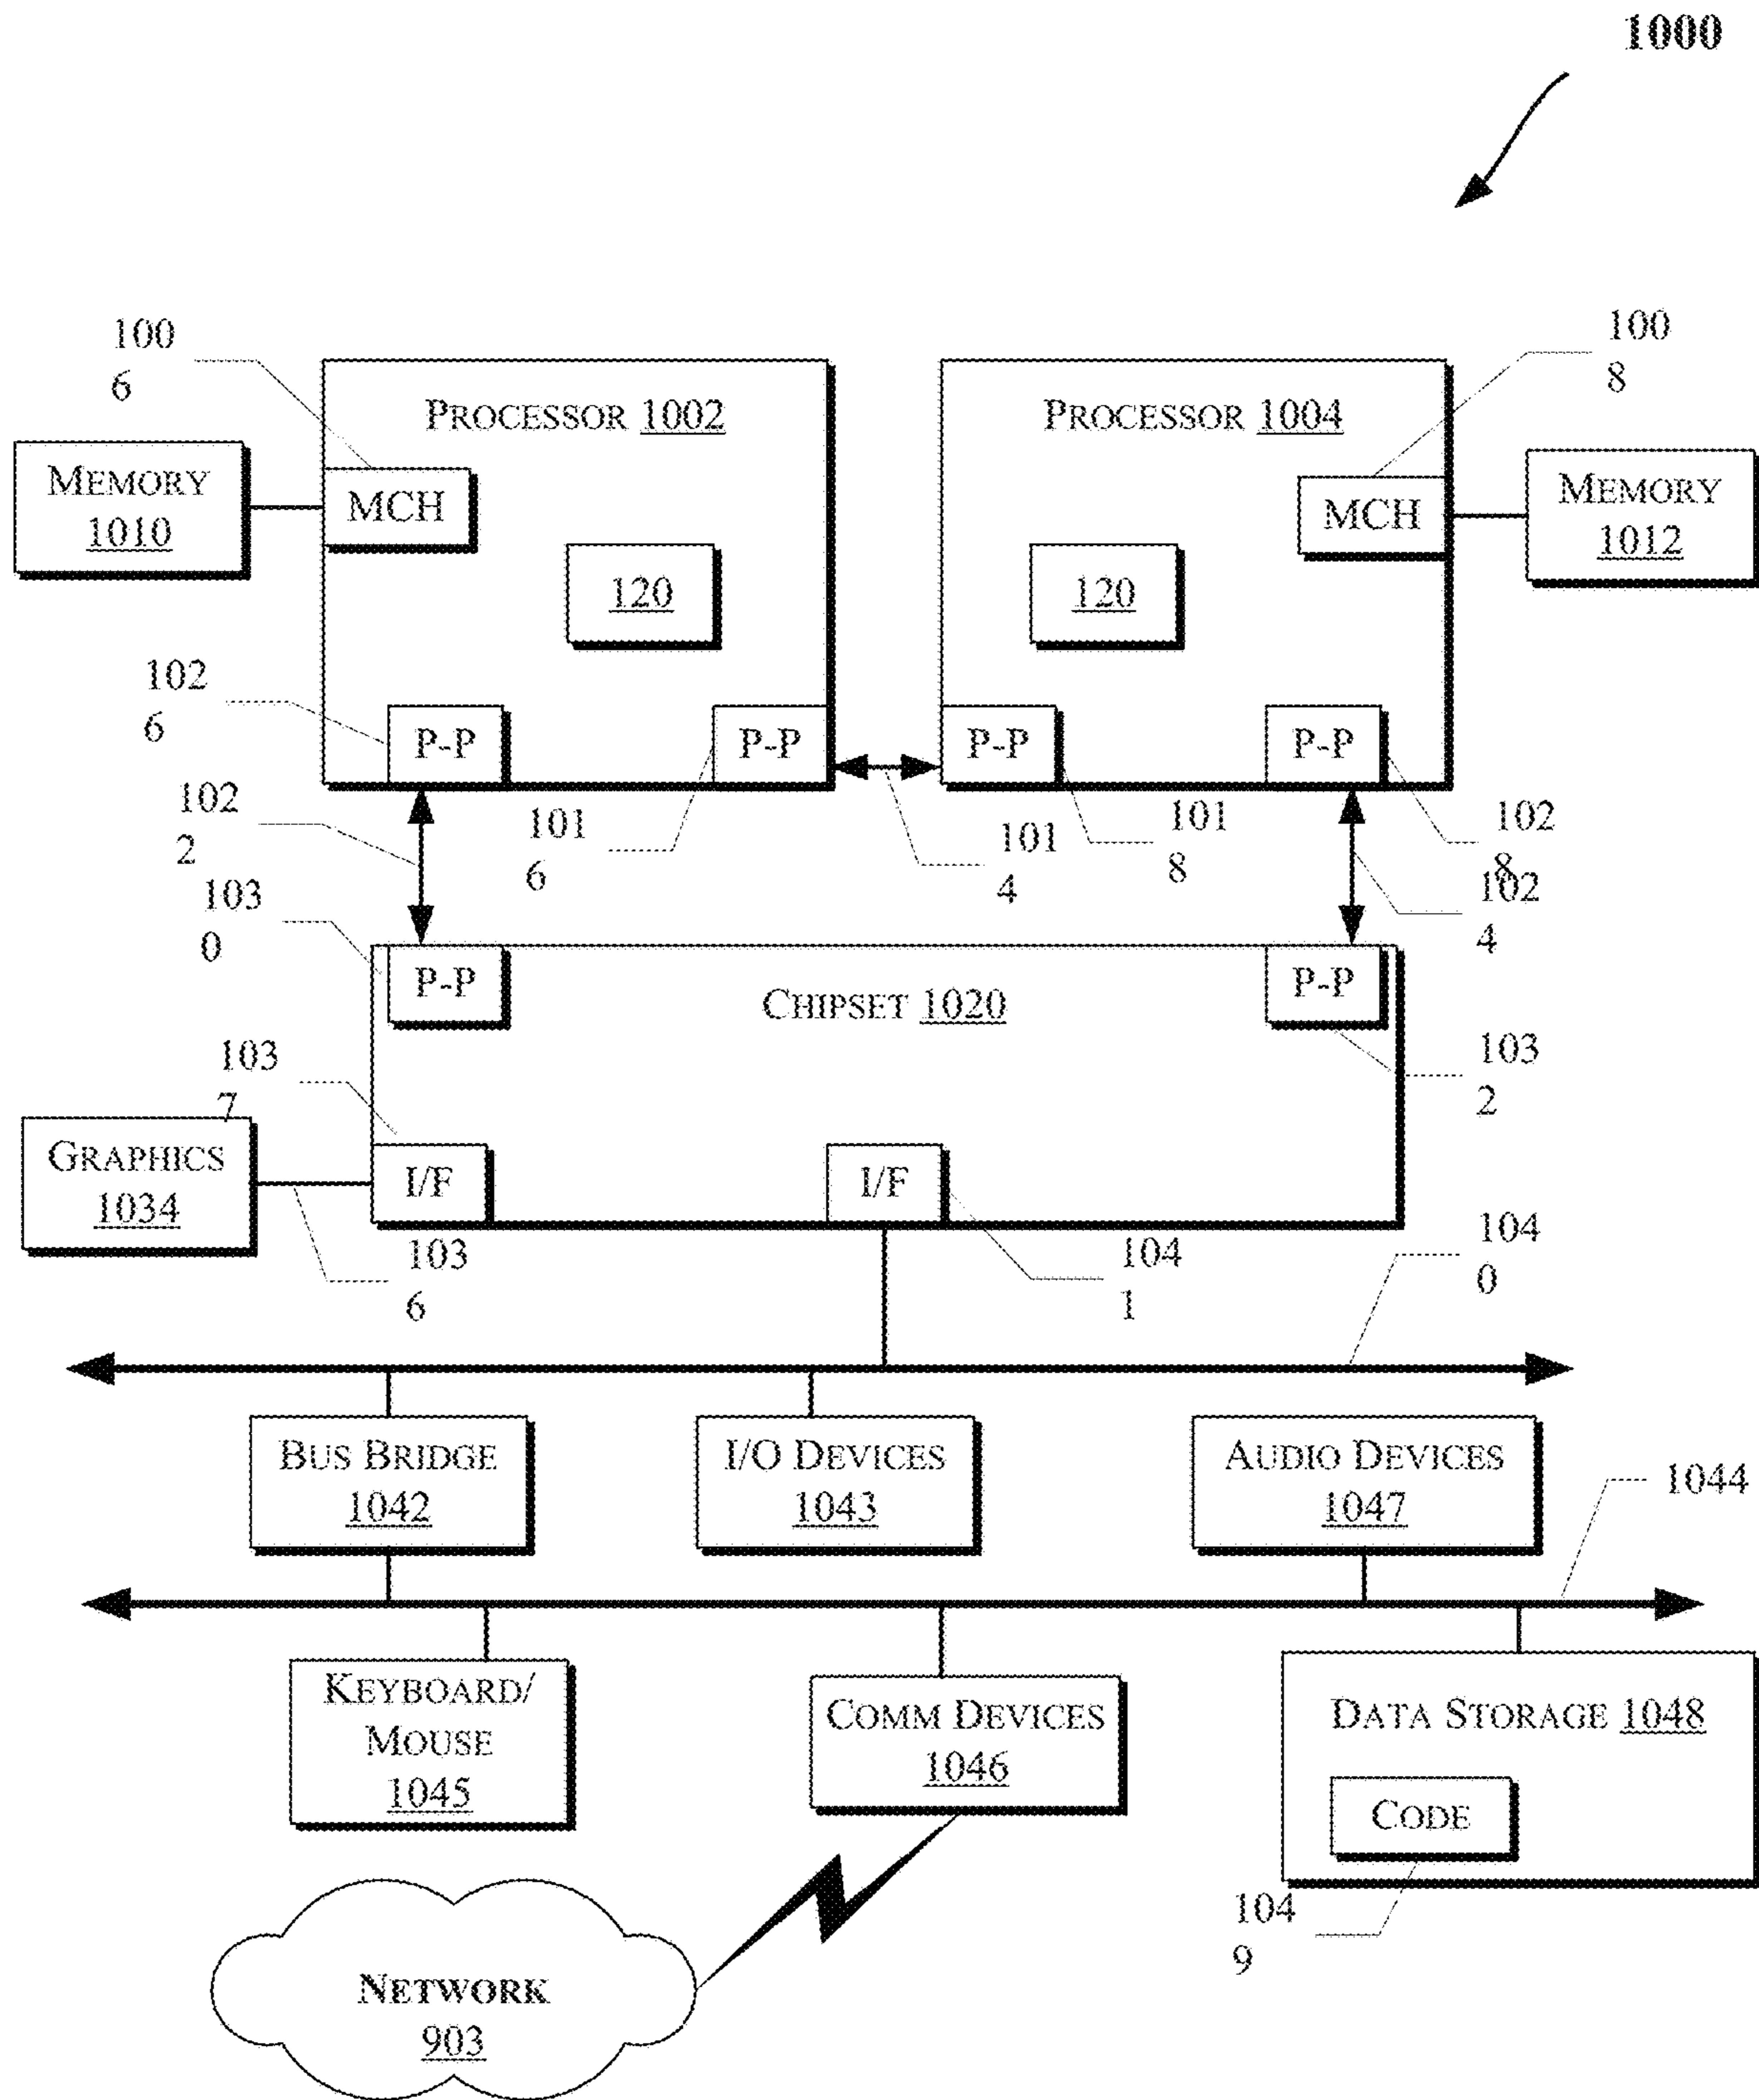 1000
100
6
100
8
PROCESSOR 1002
PROCESSOR 1004
MEMORY
1010
MCH
MCH
MEMORY
1012
120
120
102
6
P-P
P-P
P-P
P-P
102
2
101
6
101
4
101
8
102
8
102
4
103
0
P-P
P-P
CHIPSET 1020
103
7
103
2
GRAPHICS
1034
I/F
I/F
103
6
104
1
104
0
BUS BRIDGE
1042
I/O DEVICES
1043
AUDIO DEVICES
1047
1044
KEYBOARD/
MOUSE
1045
COMM DEVICES
1046
DATA STORAGE 1048
CODE
104
9
NETWORK
903